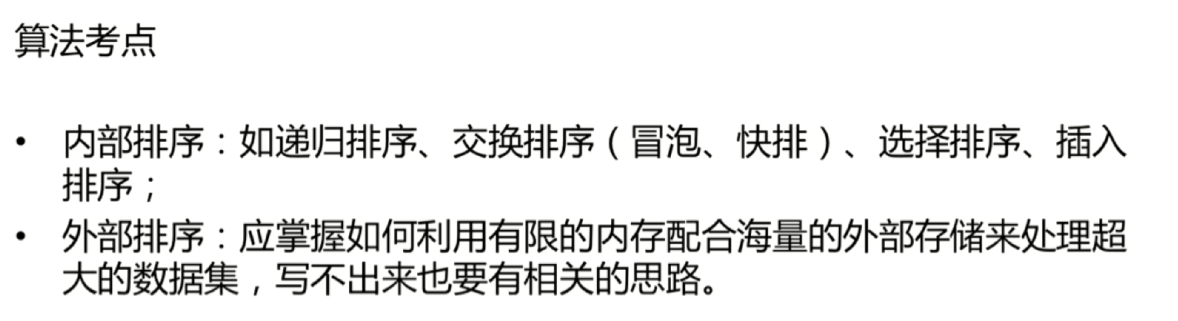 算法考点
• 内部排序：如递归排序、交换排序（冒泡、快排）、选择排序、插入
排序；
• 外部排序：应掌握如何利用有限的内存配合海量的外部存储来处理超
大的数据集，写不出来也要有相关的思路。